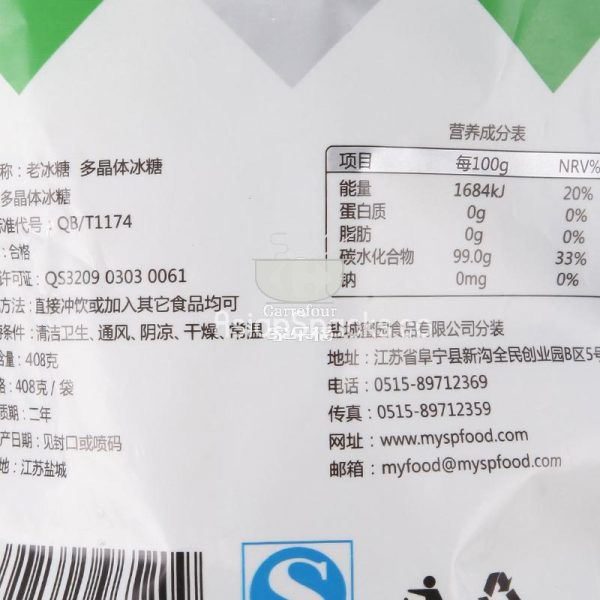 称：老冰糖 多晶体冰糖
多晶体冰糖
标准代号：QB/T1174
：合格
许可证：QS3209 0303 0061
方法：直接冲饮或加入其它食品均可
条件：清洁卫生、通风、阴凉、干燥、常温
含量：408克
格：408克/袋
质期：二年
产日期：见封口或喷码
地：江苏盐城
营养成分表
项目 每100g NRV%
能量 1684kJ 20%
蛋白质 0g 0%
脂肪 0g 0%
碳水化合物 99.0g 33%
钠 0mg 0%
Carrefour
家乐福
食品有限公司分装
地址：江苏省阜宁县新沟全民创业园B区5号
电话：0515-89712369
传真：0515-89712359
网址：www.myspfood.com
邮箱：myfood@myspfood.com